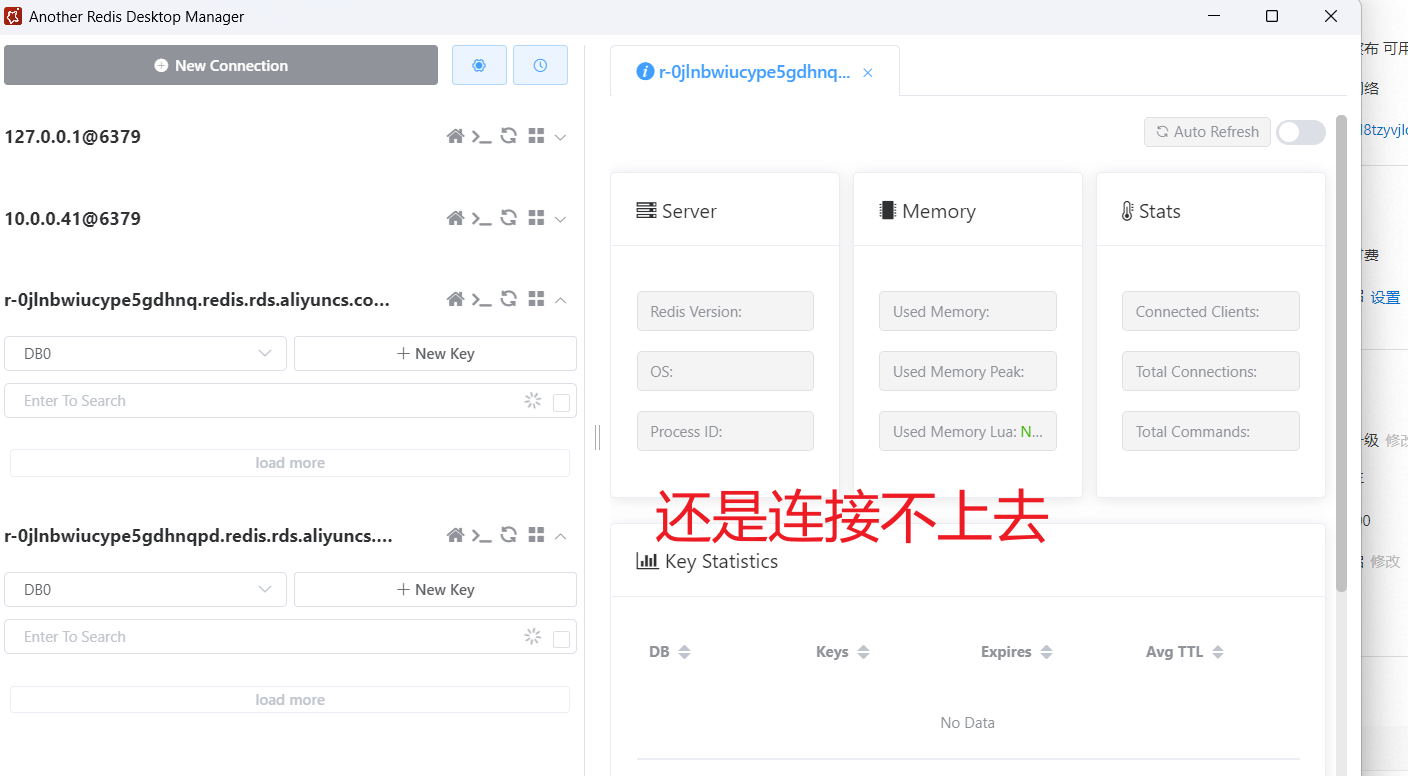 Another Redis Desktop Manager
New Connection
127.0.0.1@6379
10.0.0.41@6379
r-0jlnbwiucype5gdhnq.redis.rds.aliyuncs.co...
DB0
New Key
Enter To Search
load more
r-0jlnbwiucype5gdhnqpd.redis.rds.aliyuncs....
DB0
New Key
Enter To Search
load more
r-0jlnbwiucype5gdhnq...
Auto Refresh
Server
Redis Version:
OS:
Process ID:
Memory
Used Memory:
Used Memory Peak:
Used Memory Lua: N...
Stats
Connected Clients:
Total Connections:
Total Commands:
还是连接不上去
Key Statistics
DB Keys Expires Avg TTL
No Data
布 可用
络
l8tzyvjlc
费
设置
级 修改
修改